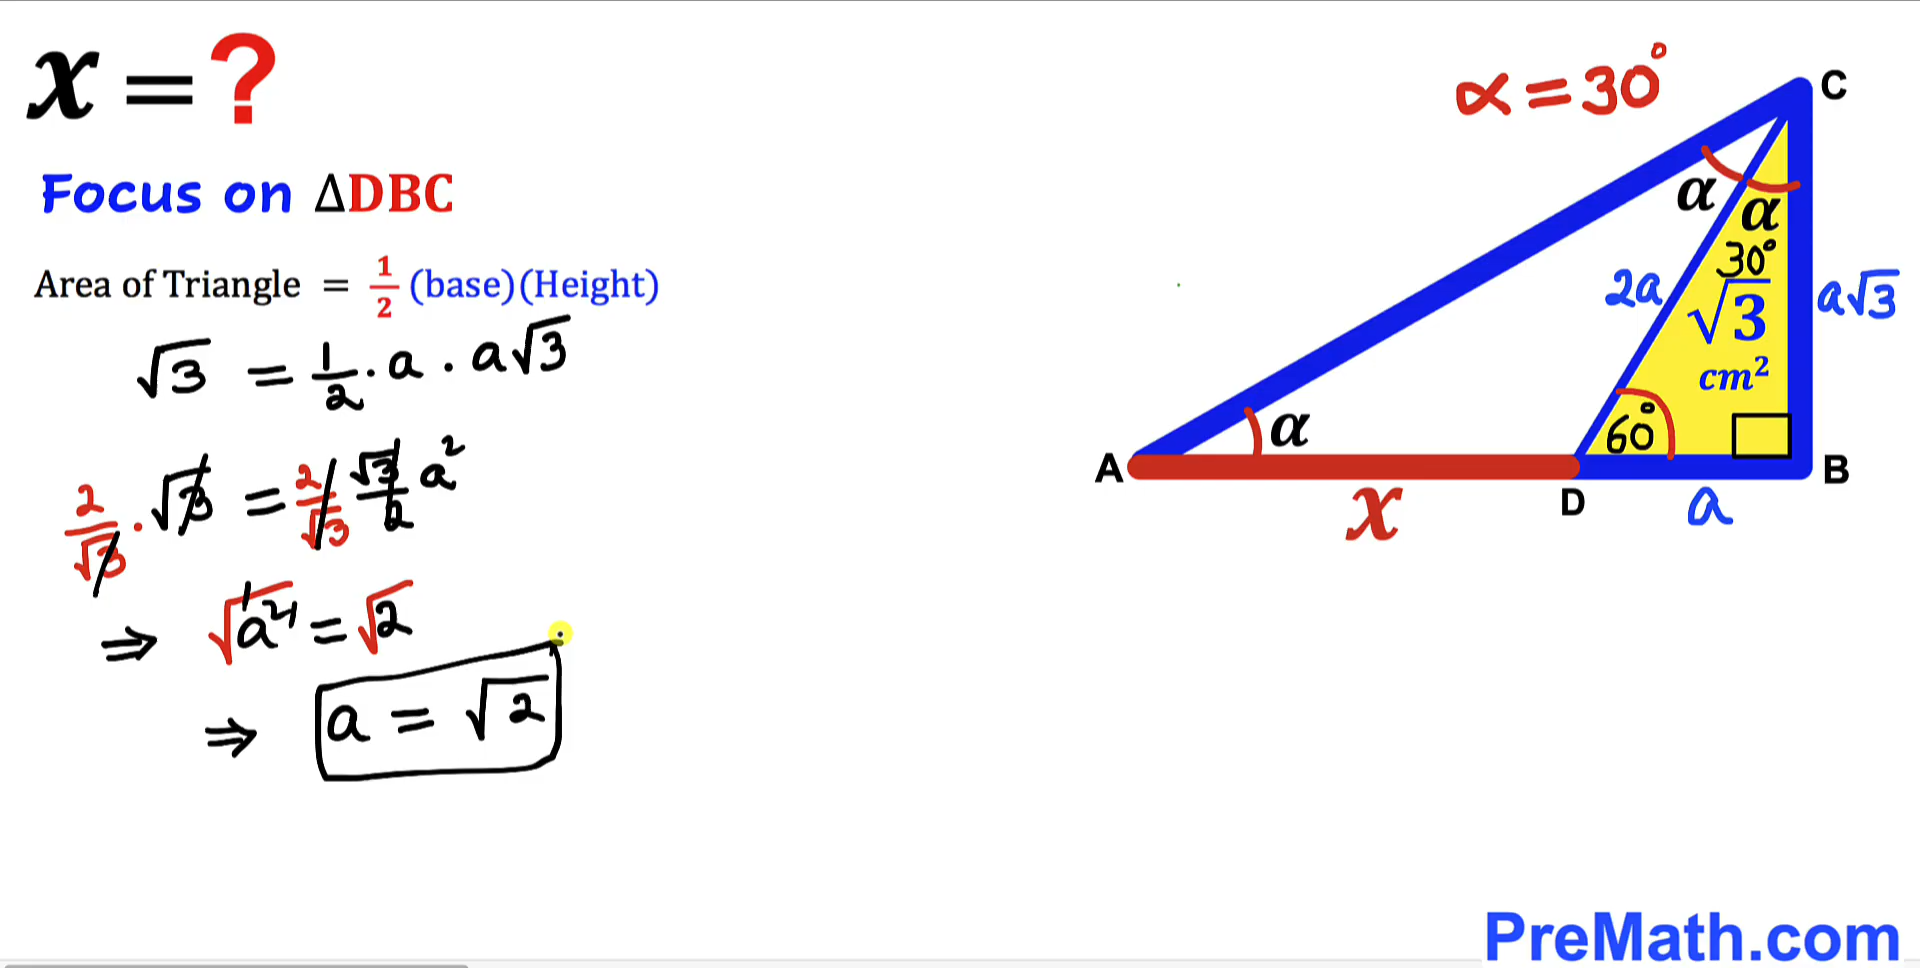 x = ?
Focus on ΔDBC
Area of Triangle = 1/2 (base)(Height)
√3 = 1/2 · a · a√3
2/√3 · √3 = 2/√3 √3/2 a²
⇒ √a² = √2
⇒ a = √2
α = 30°
C
α α
30°
2a √3 a√3
cm²
A α 60° B
x D a
PreMath.com